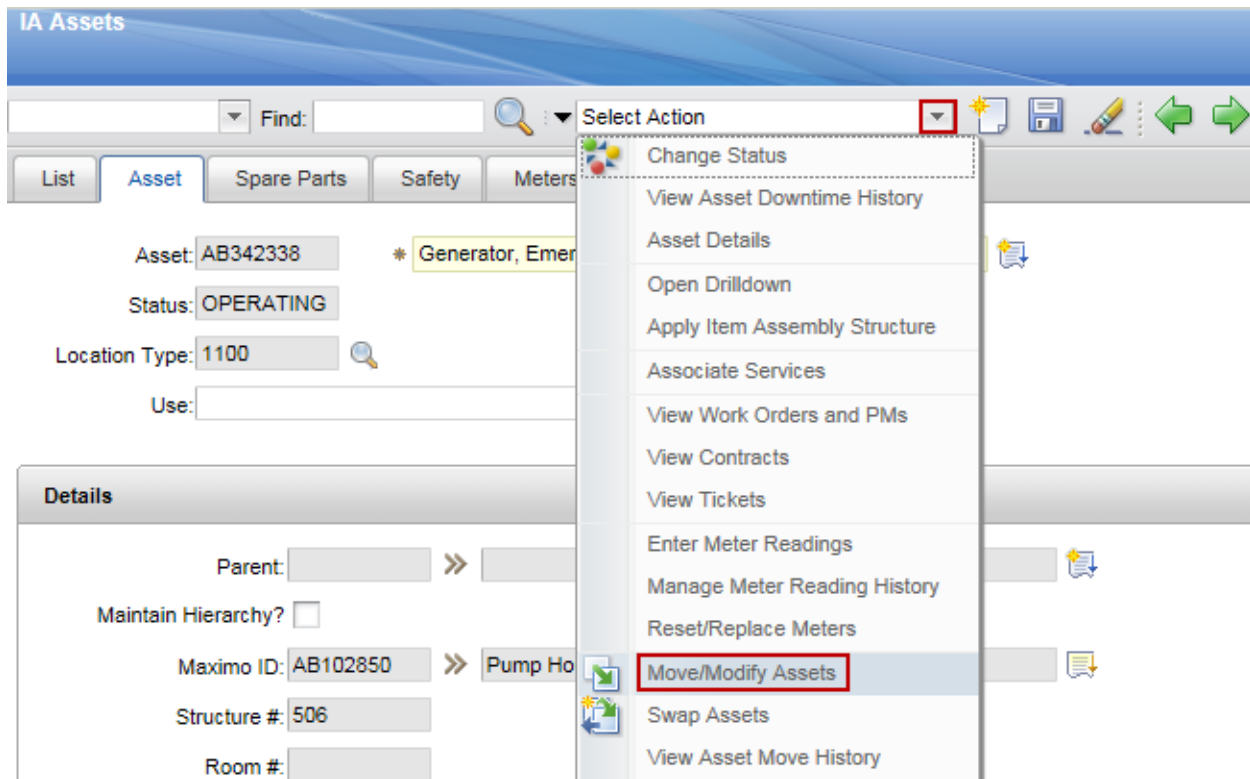 IA Assets
Find:
Select Action
List Asset Spare Parts Safety Meters
Change Status
View Asset Downtime History
Asset Details
Open Drilldown
Apply Item Assembly Structure
Associate Services
View Work Orders and PMs
View Contracts
View Tickets
Enter Meter Readings
Manage Meter Reading History
Reset/Replace Meters
Move/Modify Assets
Swap Assets
View Asset Move History
Asset: AB342338 * Generator, Emer
Status: OPERATING
Location Type: 1100
Use:
Details
Parent:
Maintain Hierarchy?
Maximo ID: AB102850 Pump Ho
Structure #: 506
Room #: